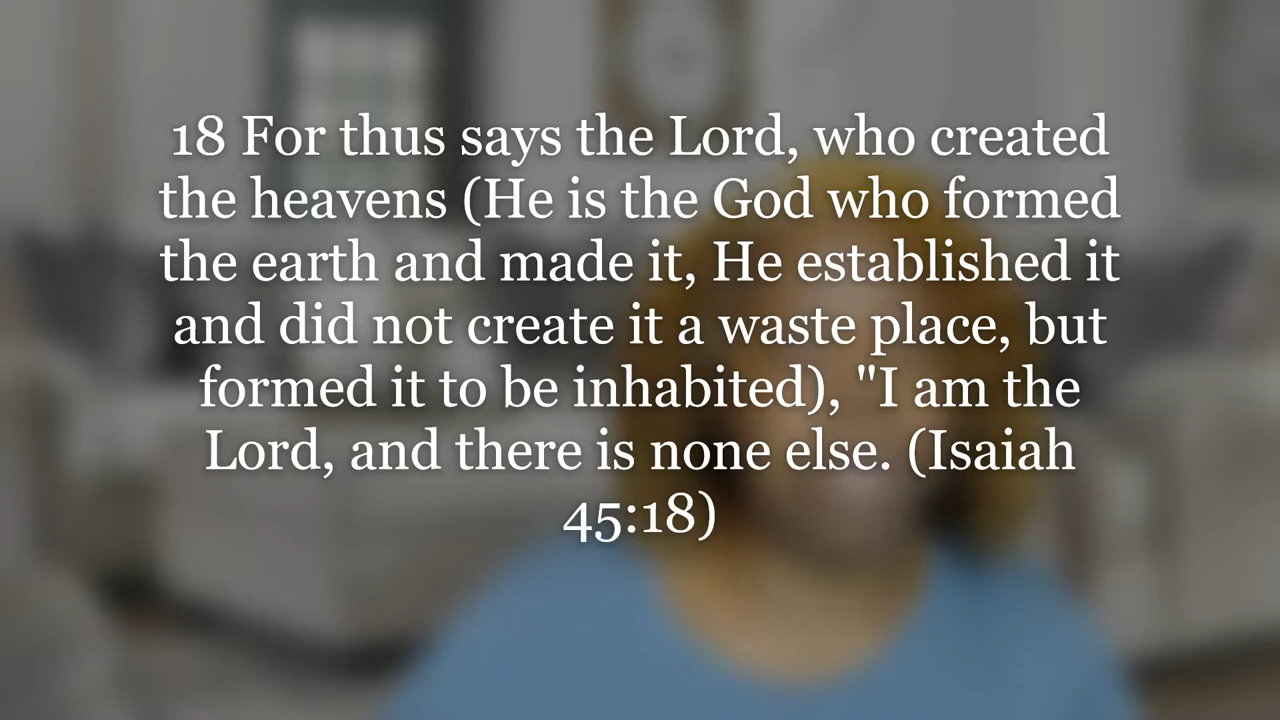 18 For thus says the Lord, who created
the heavens (He is the God who formed
the earth and made it, He established it
and did not create it a waste place, but
formed it to be inhabited), "I am the
Lord, and there is none else. (Isaiah
45:18)